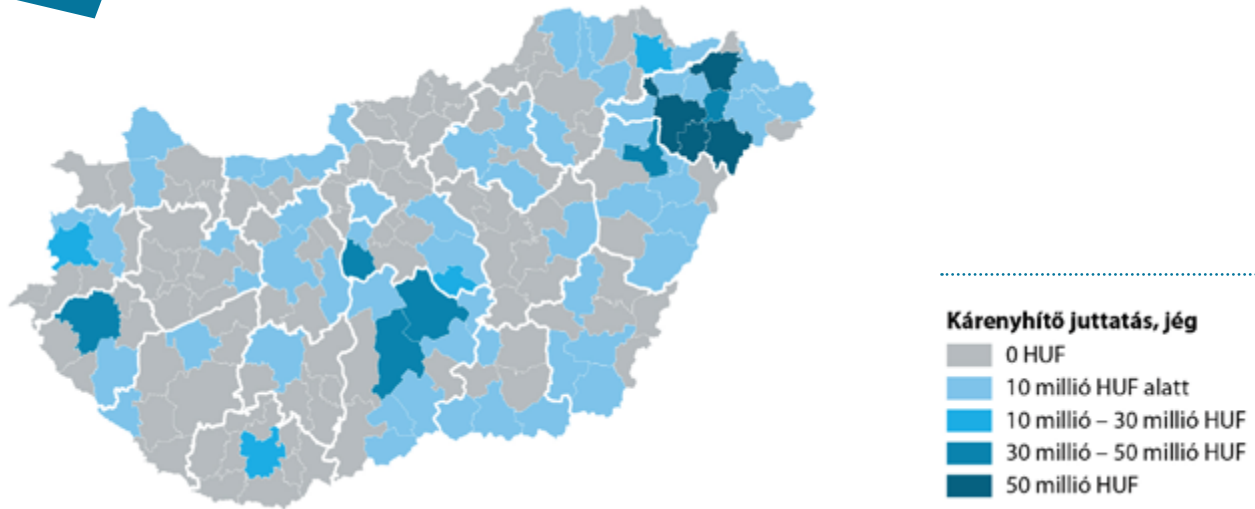 Kárenyhítő juttatás, jég
0 HUF
10 millió HUF alatt
10 millió – 30 millió HUF
30 millió – 50 millió HUF
50 millió HUF